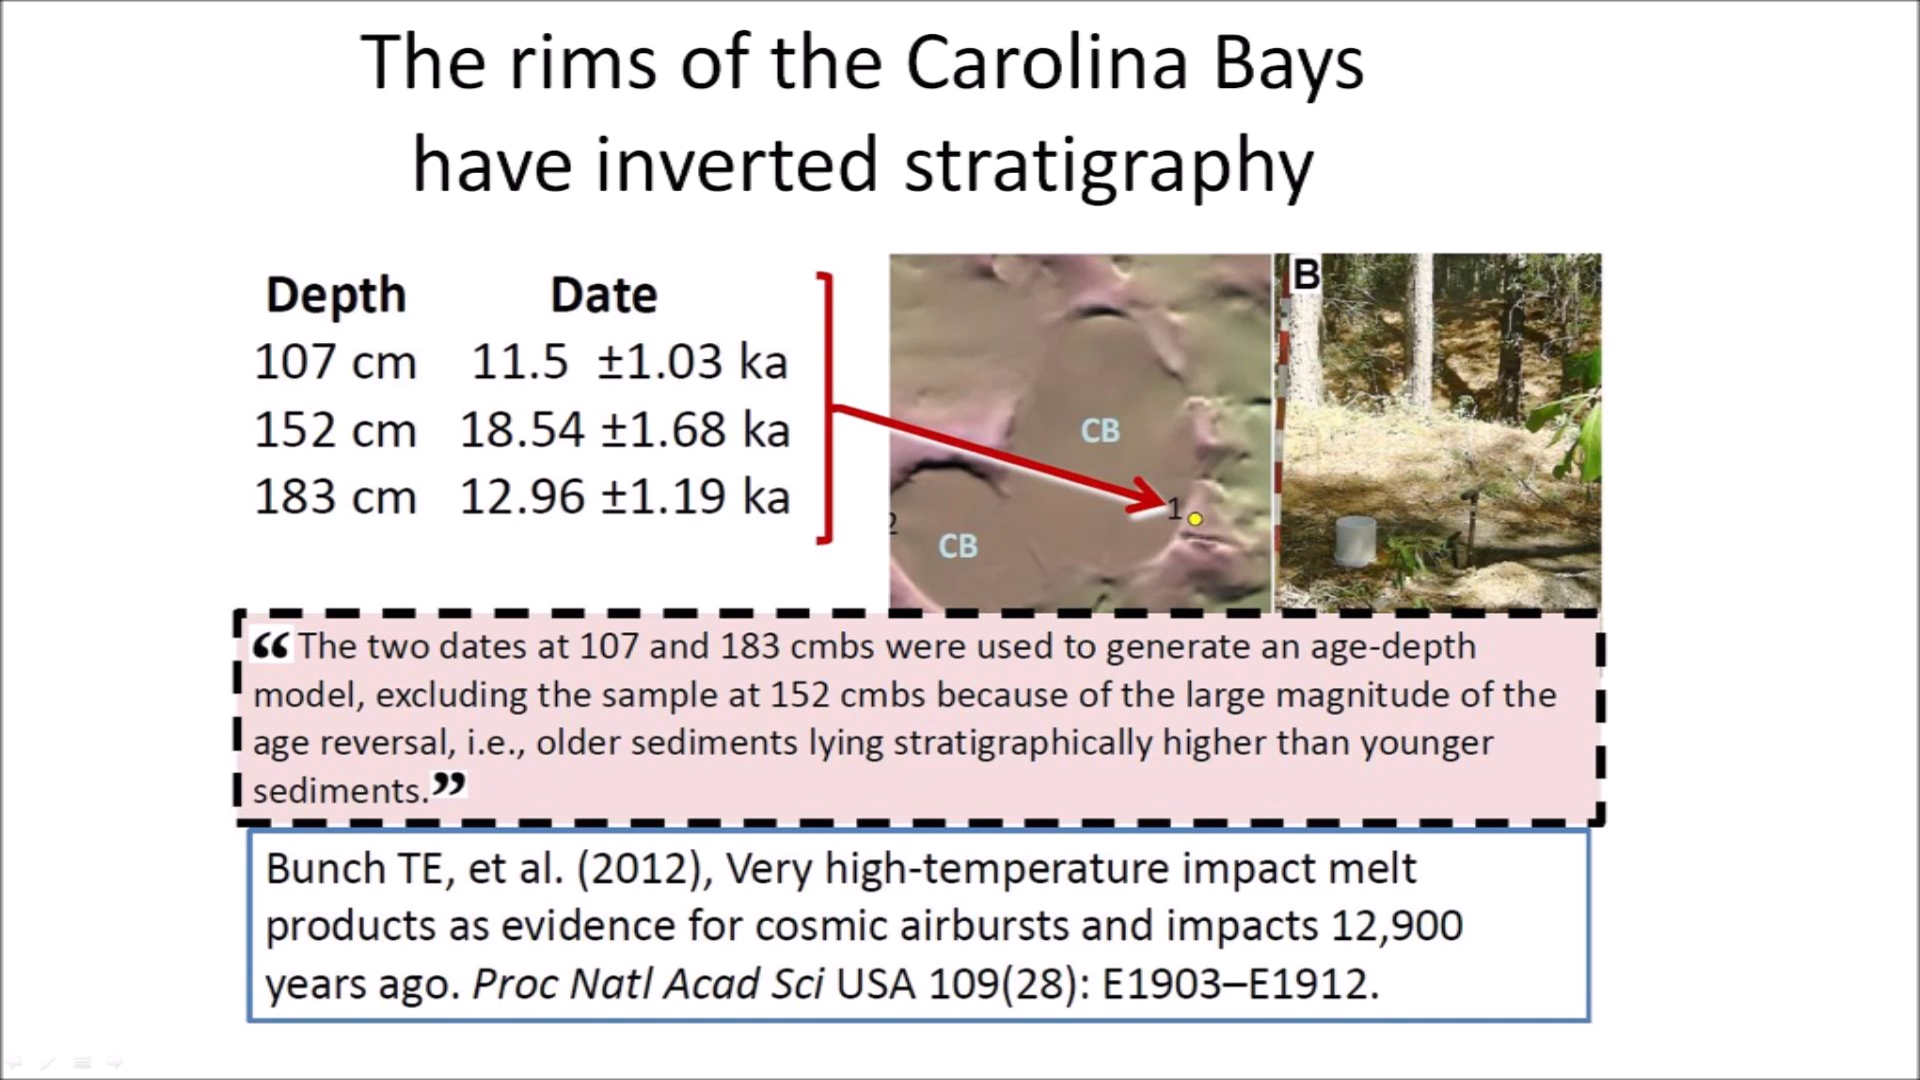 The rims of the Carolina Bays
have inverted stratigraphy
Depth Date
107 cm 11.5 ±1.03 ka
152 cm 18.54 ±1.68 ka
183 cm 12.96 ±1.19 ka
B
CB
1
2
CB
“The two dates at 107 and 183 cmbs were used to generate an age-depth
model, excluding the sample at 152 cmbs because of the large magnitude of the
age reversal, i.e., older sediments lying stratigraphically higher than younger
sediments.”
Bunch TE, et al. (2012), Very high-temperature impact melt
products as evidence for cosmic airbursts and impacts 12,900
years ago. Proc Natl Acad Sci USA 109(28): E1903–E1912.